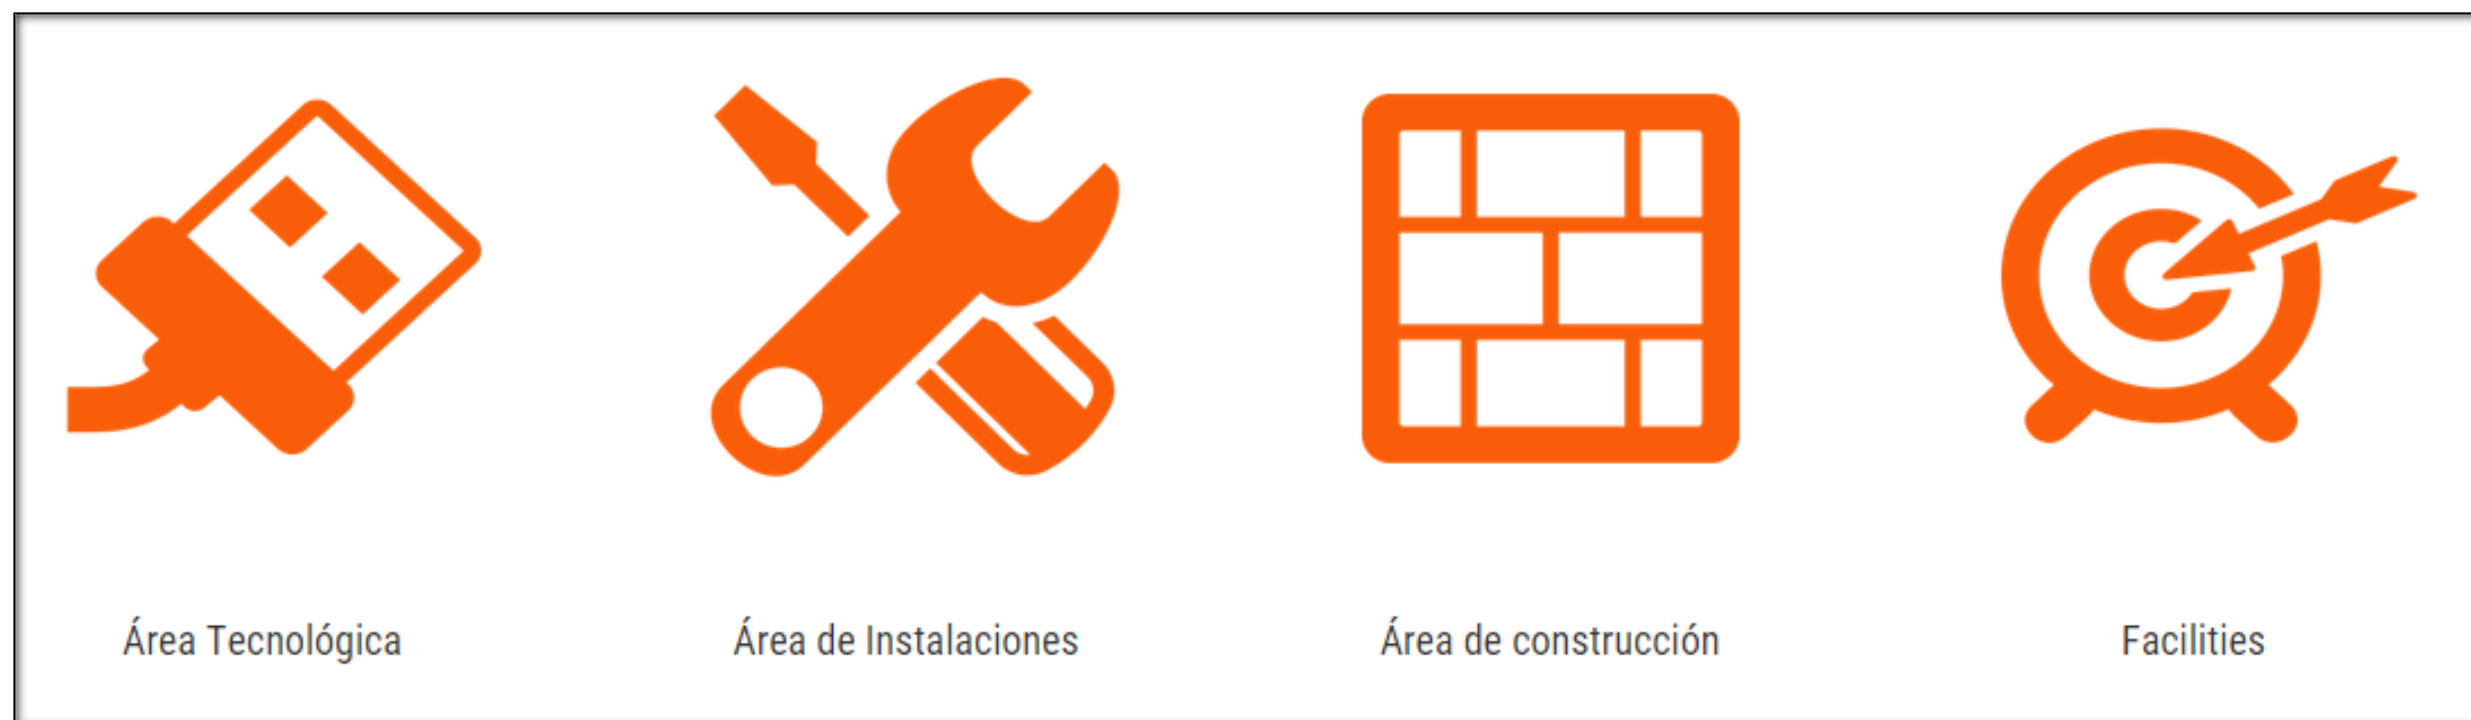 Área Tecnológica
Área de Instalaciones
Área de construcción
Facilities